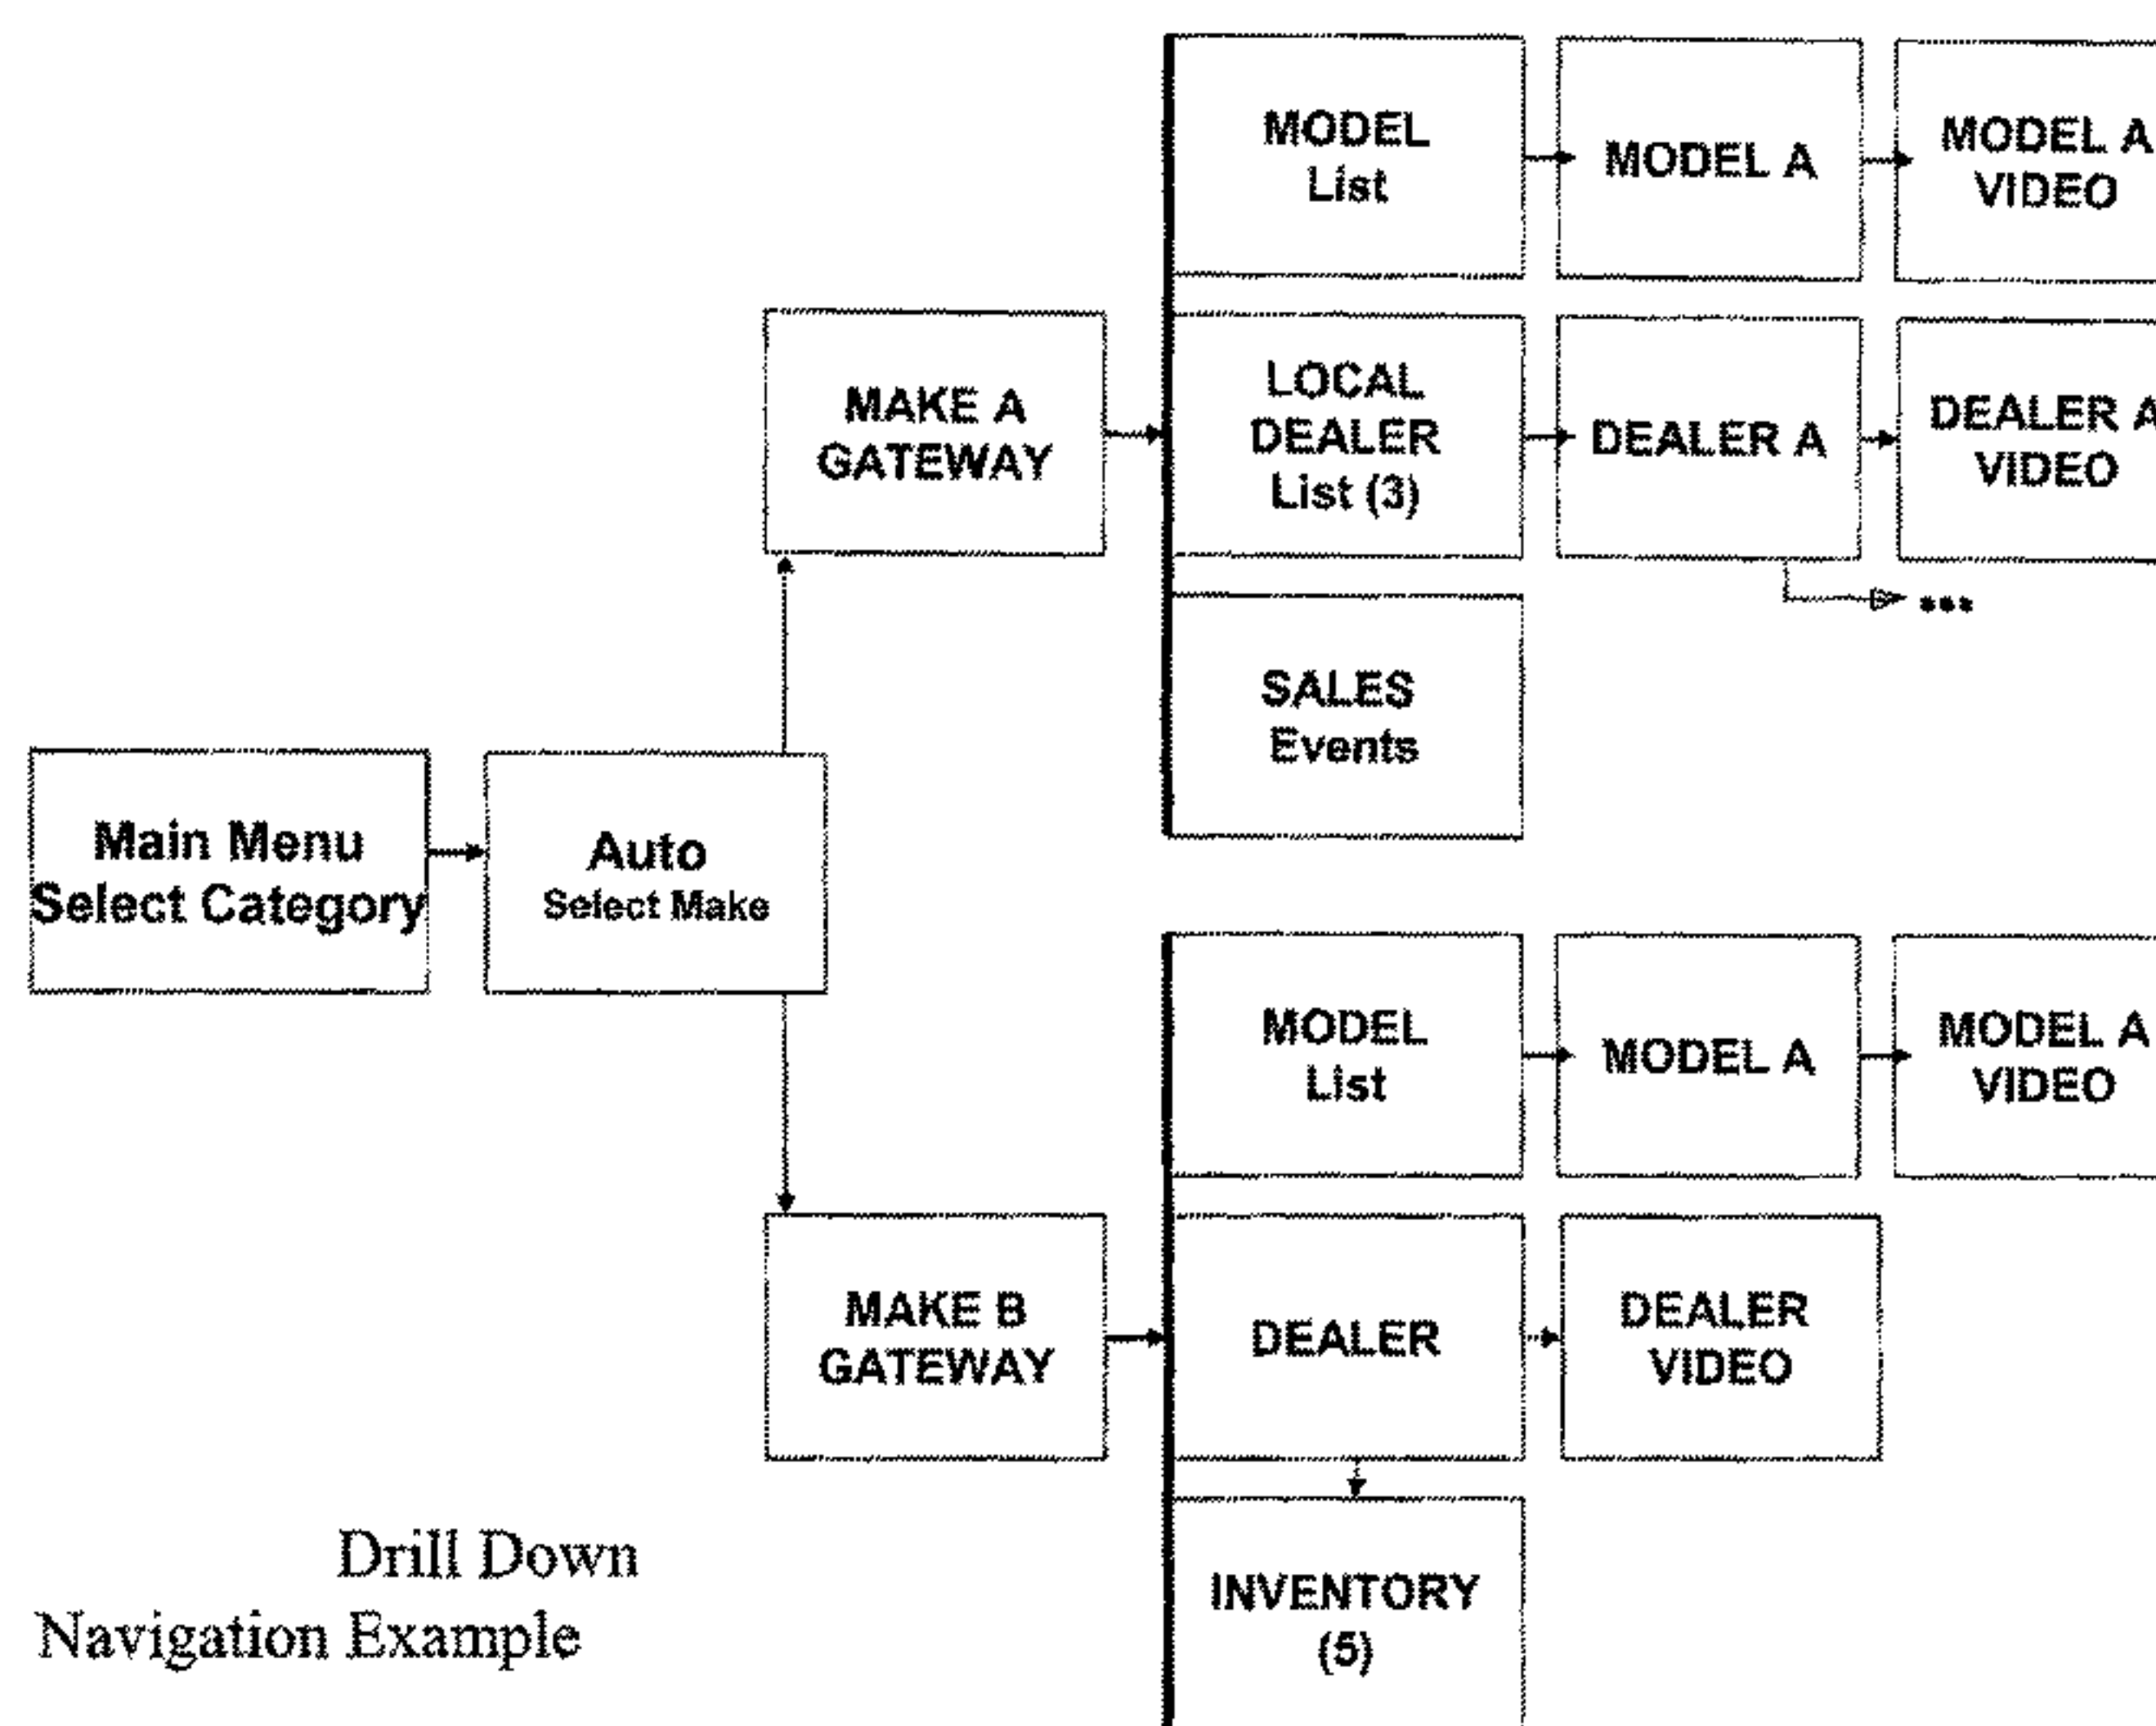 MODEL
List
MODEL A
MODEL A
VIDEO
MAKE A
GATEWAY
LOCAL
DEALER
List (3)
DEALER A
DEALER A
VIDEO
...
SALES
Events
Main Menu
Select Category
Auto
Select Make
MODEL
List
MODEL A
MODEL A
VIDEO
MAKE B
GATEWAY
DEALER
DEALER
VIDEO
INVENTORY
(5)
Drill Down
Navigation Example